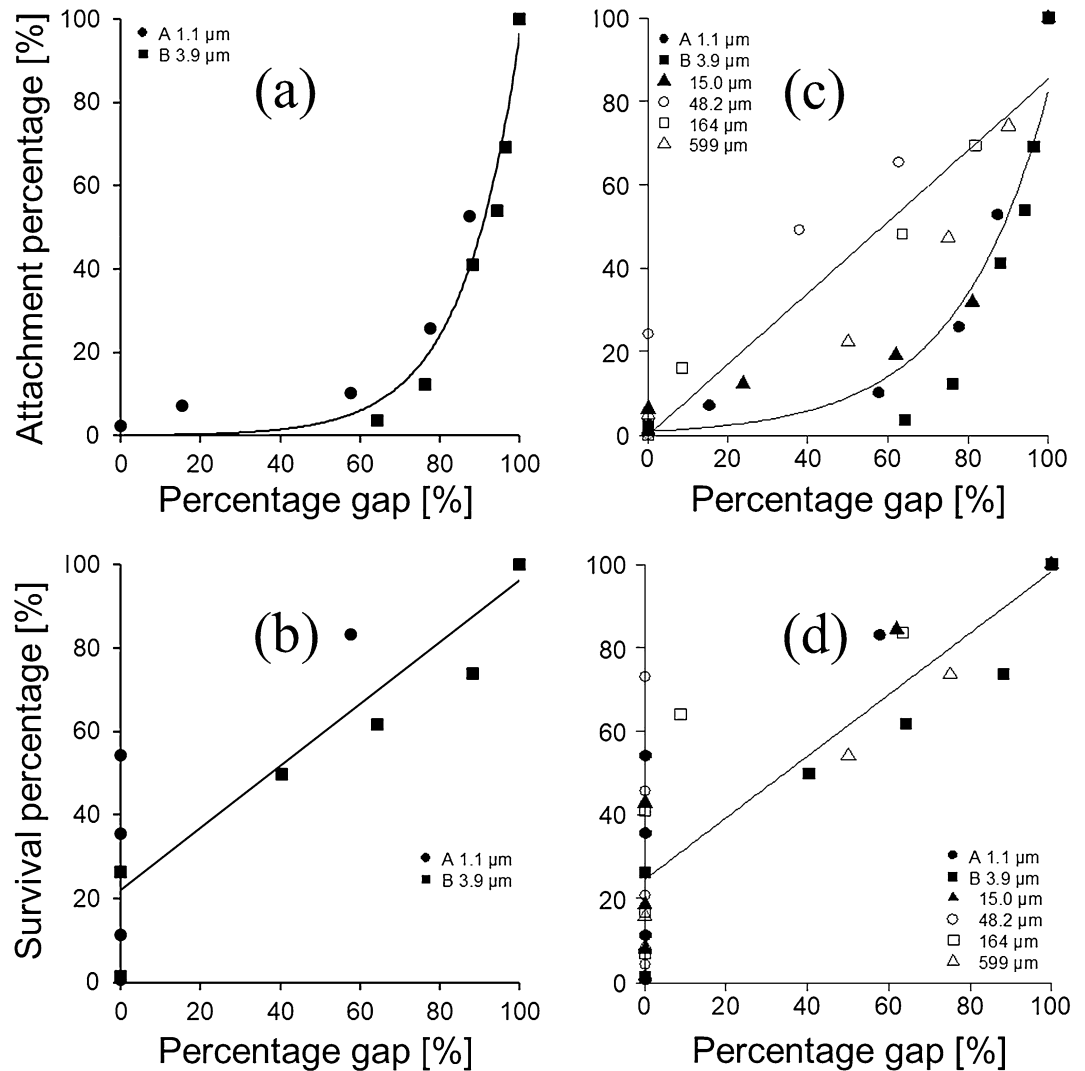 Attachment percentage [%]
100
80
60
40
20
0
A 1.1 µm
B 3.9 µm
(a)
0 20 40 60 80 100
Percentage gap [%]
100
80
60
40
20
0
A 1.1 µm
B 3.9 µm
15.0 µm
48.2 µm
164 µm
599 µm
(c)
0 20 40 60 80 100
Percentage gap [%]
Survival percentage [%]
100
80
60
40
20
0
(b)
A 1.1 µm
B 3.9 µm
0 20 40 60 80 100
Percentage gap [%]
100
80
60
40
20
0
(d)
A 1.1 µm
B 3.9 µm
15.0 µm
48.2 µm
164 µm
599 µm
0 20 40 60 80 100
Percentage gap [%]